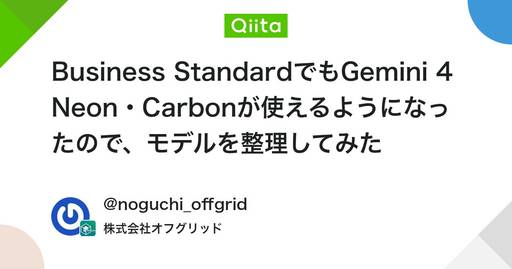 Qiita
Business StandardでもGemini 4
Neon・Carbonが使えるようになっ
たので、モデルを整理してみた
@noguchi_offgrid
株式会社オフグリッド